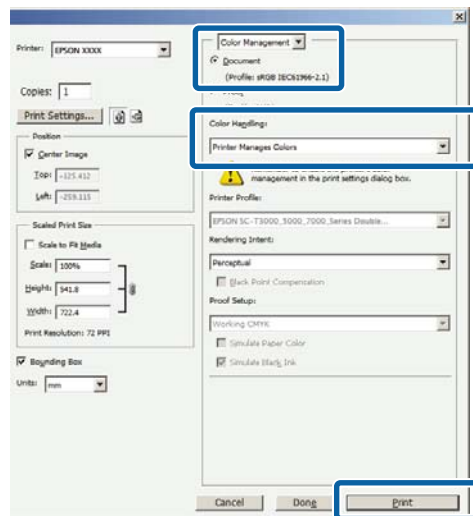 Printer: EPSON XXXX
Copies: 1
Print Settings...
Position
Center Image
Top: -125.412
Left: -259.115
Scaled Print Size
Scale to Fit Media
Scale: 100%
Height: 541.8
Width: 722.4
Print Resolution: 72 PPI
Bounding Box
Units: mm
Color Management
Document
(Profile: sRGB IEC61966-2.1)
Color Handling:
Printer Manages Colors
management in the print settings dialog box.
Printer Profile:
EPSON SC-T3000_5000_7000_Series Double...
Rendering Intent:
Perceptual
Black Point Compensation
Proof Setup:
Working CMYK
Simulate Paper Color
Simulate Black Ink
Cancel
Done
Print